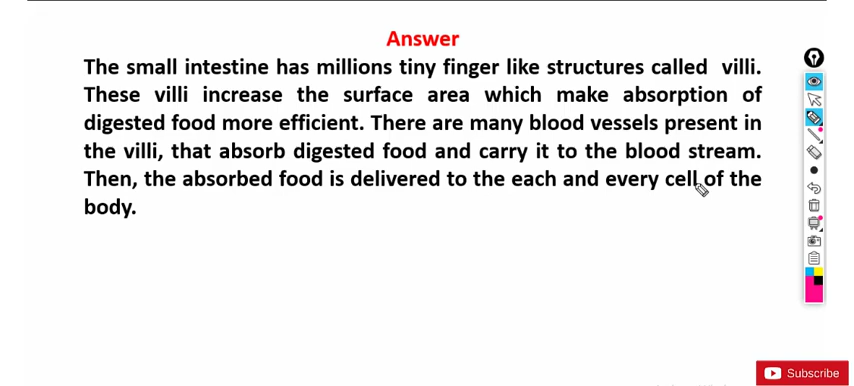 Answer
The small intestine has millions tiny finger like structures called villi.
These villi increase the surface area which make absorption of
digested food more efficient. There are many blood vessels present in
the villi, that absorb digested food and carry it to the blood stream.
Then, the absorbed food is delivered to the each and every cell of the
body.
Subscribe